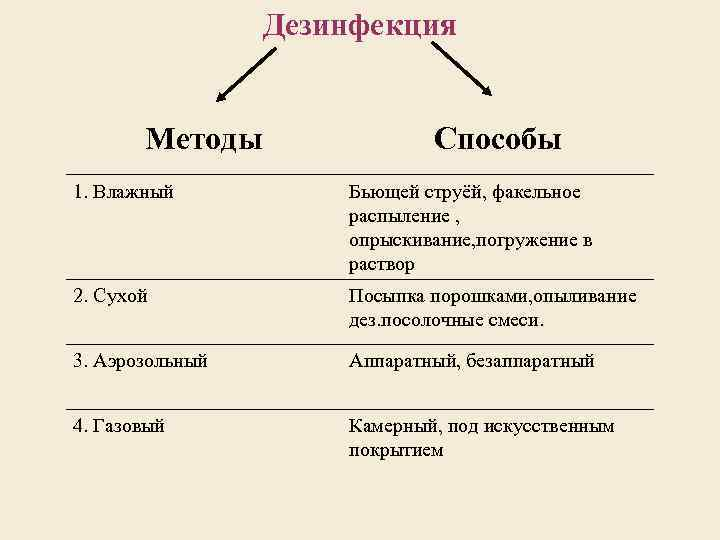 Дезинфекция
Методы Способы
1. Влажный Бьющей струёй, факельное
распыление ,
опрыскивание,погружение в
раствор
2. Сухой Посыпка порошками,опыливание
дез.посолочные смеси.
3. Аэрозольный Аппаратный, безаппаратный
4. Газовый Камерный, под искусственным
покрытием